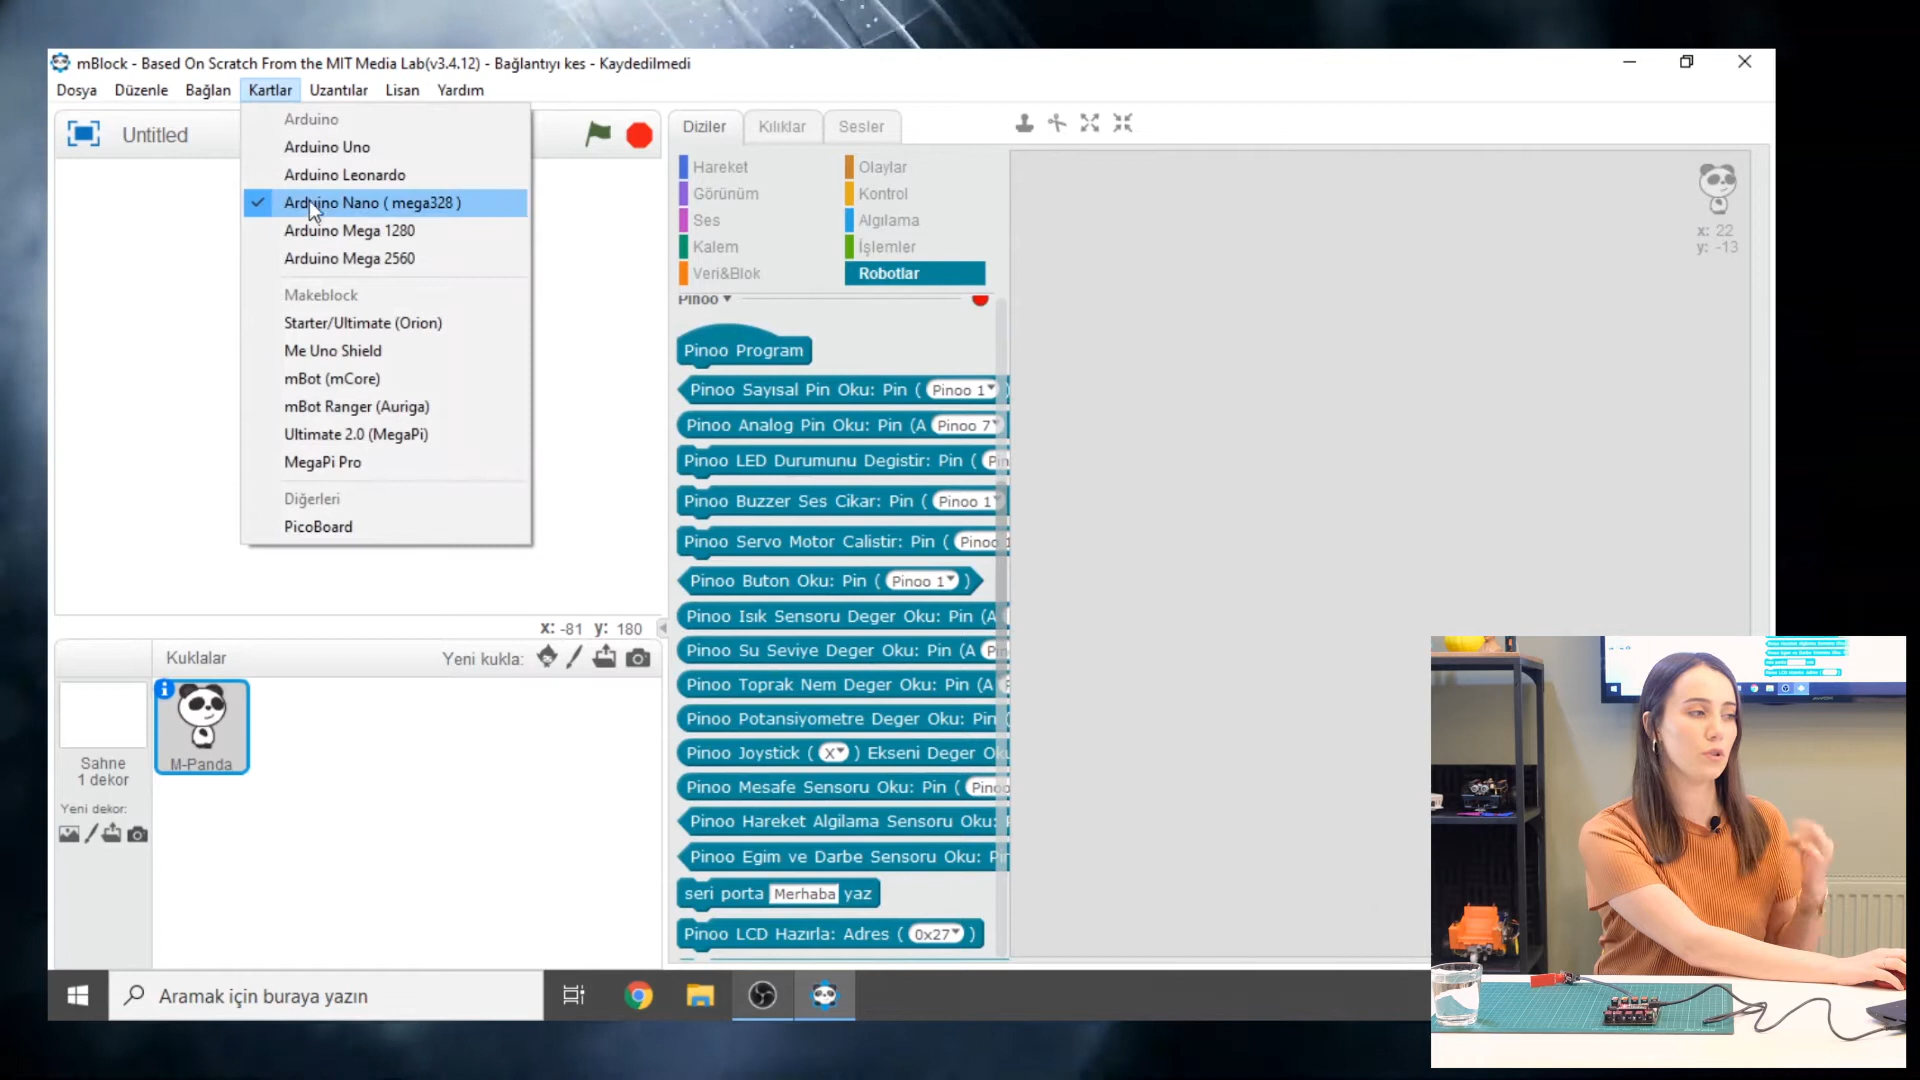 mBlock - Based On Scratch From the MIT Media Lab(v3.4.12) - Bağlantıyı kes - Kaydedilmedi
Dosya Düzenle Bağlan Kartlar Uzantılar Lisan Yardım
Untitled
Arduino
Arduino Uno
Arduino Leonardo
Arduino Nano ( mega328 )
Arduino Mega 1280
Arduino Mega 2560
Makeblock
Starter/Ultimate (Orion)
Me Uno Shield
mBot (mCore)
mBot Ranger (Auriga)
Ultimate 2.0 (MegaPi)
MegaPi Pro
Diğerleri
PicoBoard
x: -81 y: 180
Kuklalar
Yeni kukla:
M-Panda
Sahne
1 dekor
Yeni dekor:
Diziler Kılıklar Sesler
Hareket
Görünüm
Ses
Kalem
Veri&Blok
Olaylar
Kontrol
Algılama
İşlemler
Robotlar
Pinoo
Pinoo Program
Pinoo Sayısal Pin Oku: Pin ( Pinoo 1
Pinoo Analog Pin Oku: Pin (A Pinoo 7
Pinoo LED Durumunu Degistir: Pin (
Pinoo Buzzer Ses Cikar: Pin ( Pinoo 1
Pinoo Servo Motor Calistir: Pin ( Pinoo
Pinoo Buton Oku: Pin ( Pinoo 1 )
Pinoo Isık Sensoru Deger Oku: Pin (A
Pinoo Su Seviye Deger Oku: Pin (A
Pinoo Toprak Nem Deger Oku: Pin (A
Pinoo Potansiyometre Deger Oku: Pin
Pinoo Joystick ( X ) Ekseni Deger
Pinoo Mesafe Sensoru Oku: Pin (
Pinoo Hareket Algilama Sensoru Oku:
Pinoo Egim ve Darbe Sensoru Oku:
seri porta Merhaba yaz
Pinoo LCD Hazırla: Adres ( 0x27 )
x: 22
y: -13
Aramak için buraya yazın